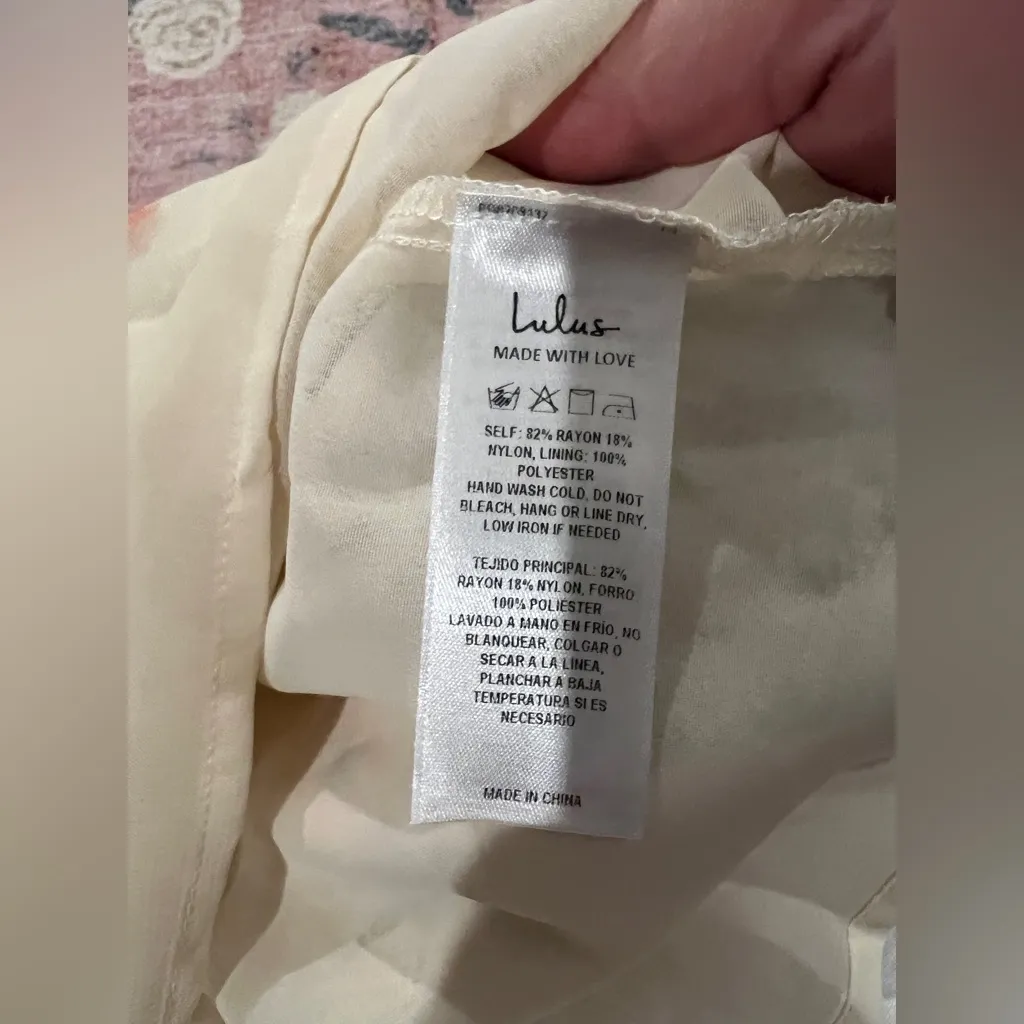 Lulus
MADE WITH LOVE
SELF: 82% RAYON 18%
NYLON, LINING: 100%
POLYESTER
HAND WASH COLD, DO NOT
BLEACH, HANG OR LINE DRY,
LOW IRON IF NEEDED
TEJIDO PRINCIPAL: 82%
RAYON 18% NYLON, FORRO
100% POLIESTER
LAVADO A MANO EN FRÍO, NO
BLANQUEAR, COLGAR O
SECAR A LA LINEA,
PLANCHAR A BAJA
TEMPERATURA SI ES
NECESARIO
MADE IN CHINA